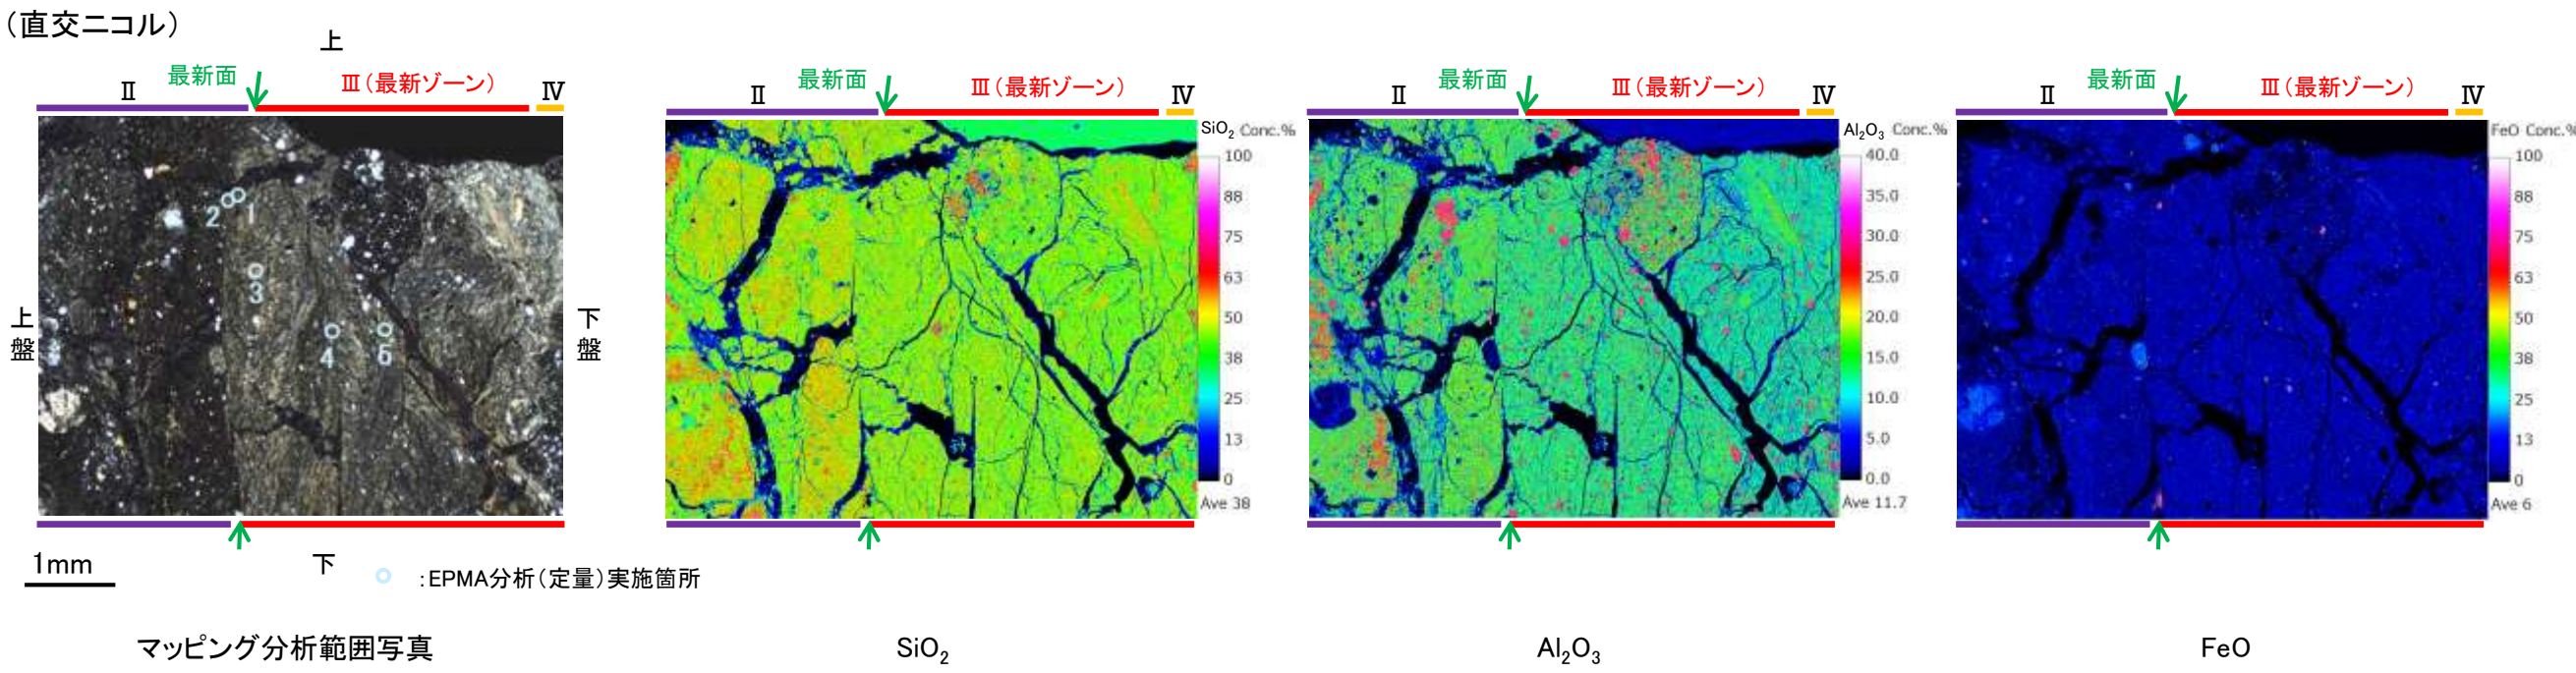 (直交ニコル)
上
Ⅱ 最新面 Ⅲ(最新ゾーン) Ⅳ
上盤
下盤
2 1
3
4 5
1mm
下
:EPMA分析(定量)実施箇所
マッピング分析範囲写真
Ⅱ 最新面 Ⅲ(最新ゾーン) Ⅳ
SiO₂ Conc.%
100
88
75
63
50
38
25
13
0
Ave 38
SiO₂
Ⅱ 最新面 Ⅲ(最新ゾーン) Ⅳ
Al₂O₃ Conc.%
40.0
35.0
30.0
25.0
20.0
15.0
10.0
5.0
0.0
Ave 11.7
Al₂O₃
Ⅱ 最新面 Ⅲ(最新ゾーン) Ⅳ
FeO Conc.%
100
88
75
63
50
38
25
13
0
Ave 6
FeO